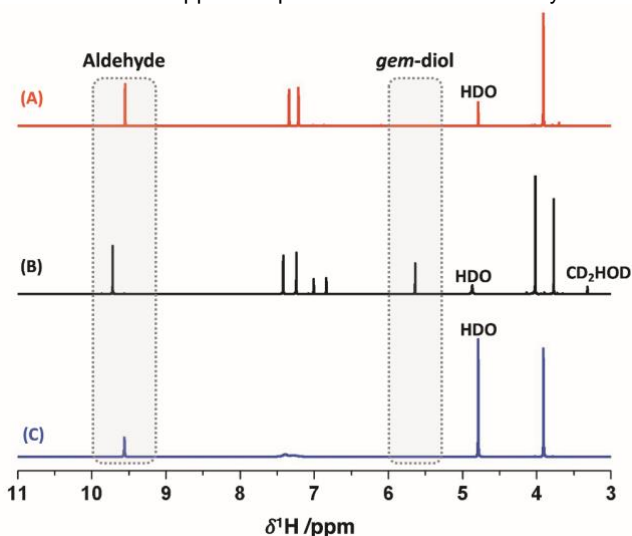 Aldehyde gem-diol
(A) HDO
(B) HDO CD₂HOD
HDO
(C)
11 10 9 8 7 6 5 4 3
δ¹H /ppm